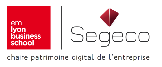 em
lyon
business
school
Segeco
chaire patrimoine digital de l'entreprise